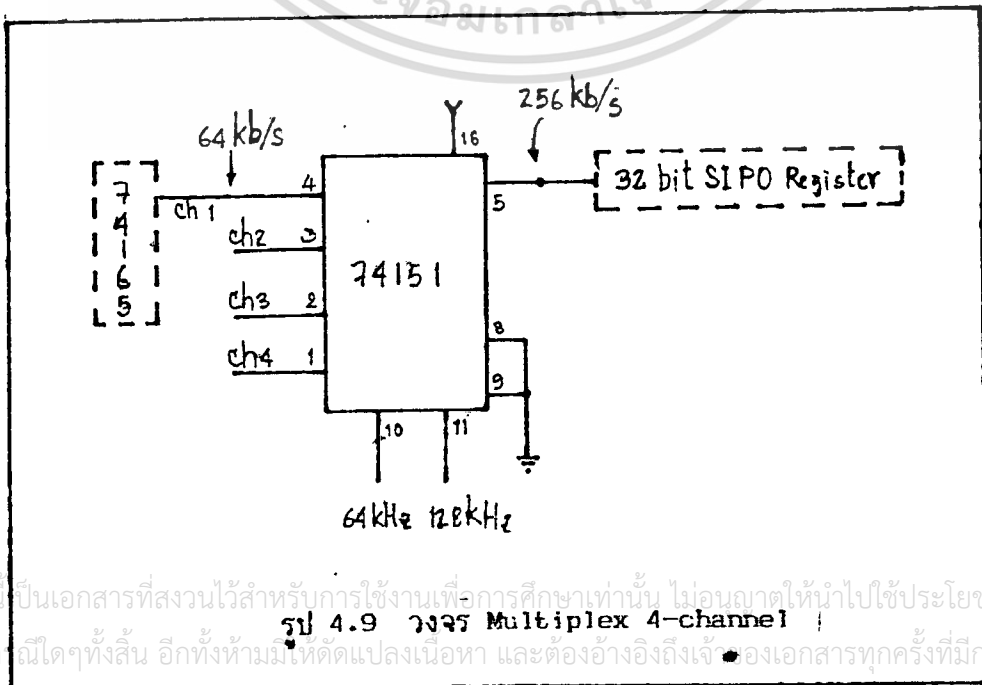 256 kb/s
64 kb/s
16
7
4
1
6
5
ch 1
4
ch2 3
ch3 2
ch4 1
74151
5
32 bit SIPO Register
8
9
10
11
64 kHz 128kHz
เป็นเอกสารที่สงวนไว้สำหรับการใช้งานเพื่อการศึกษาเท่านั้น ไม่อนุญาตให้นำไปใช้ประโยช
รูป 4.9 วงจร Multiplex 4-channel
ณีใดๆทั้งสิ้น อีกทั้งห้ามมิให้ดัดแปลงเนื้อหา และต้องอ้างอิงถึงเจ้าของเอกสารทุกครั้งที่มีก